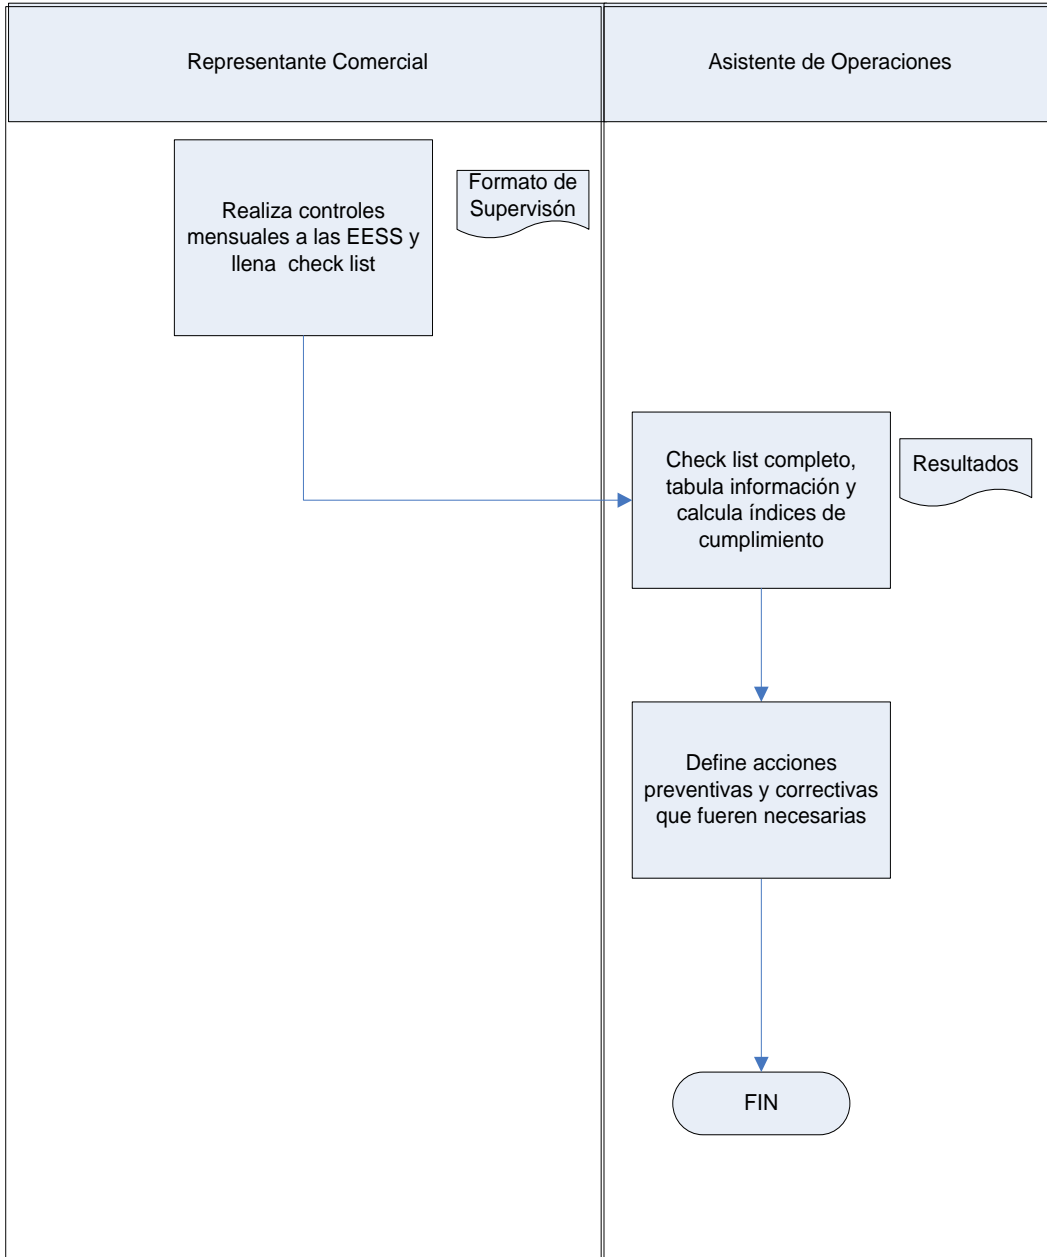 Representante Comercial
Asistente de Operaciones
Realiza controles
mensuales a las EESS y
llena  check list
Formato de
Supervisón
Check list completo,
tabula información y
calcula índices de
cumplimiento
Resultados
Define acciones
preventivas y correctivas
que fueren necesarias
FIN